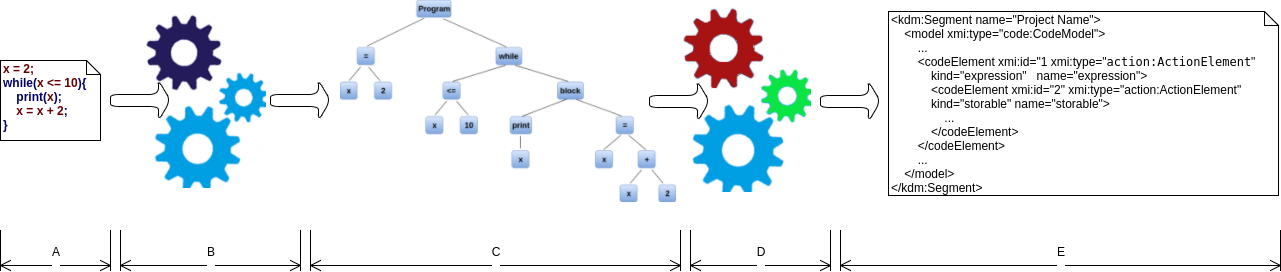 x = 2;
while(x <= 10){
print(x);
x = x + 2;
}
Program
=
while
x
2
<=
block
x
10
print
=
x
x
+
x
2
<kdm:Segment name="Project Name">
<model xmi:type="code:CodeModel">
...
<codeElement xmi:id="1 xmi:type="action:ActionElement"
kind="expression" name="expression">
<codeElement xmi:id="2" xmi:type="action:ActionElement"
kind="storable" name="storable">
...
</codeElement>
</codeElement>
...
</model>
</kdm:Segment>
A
B
C
D
E